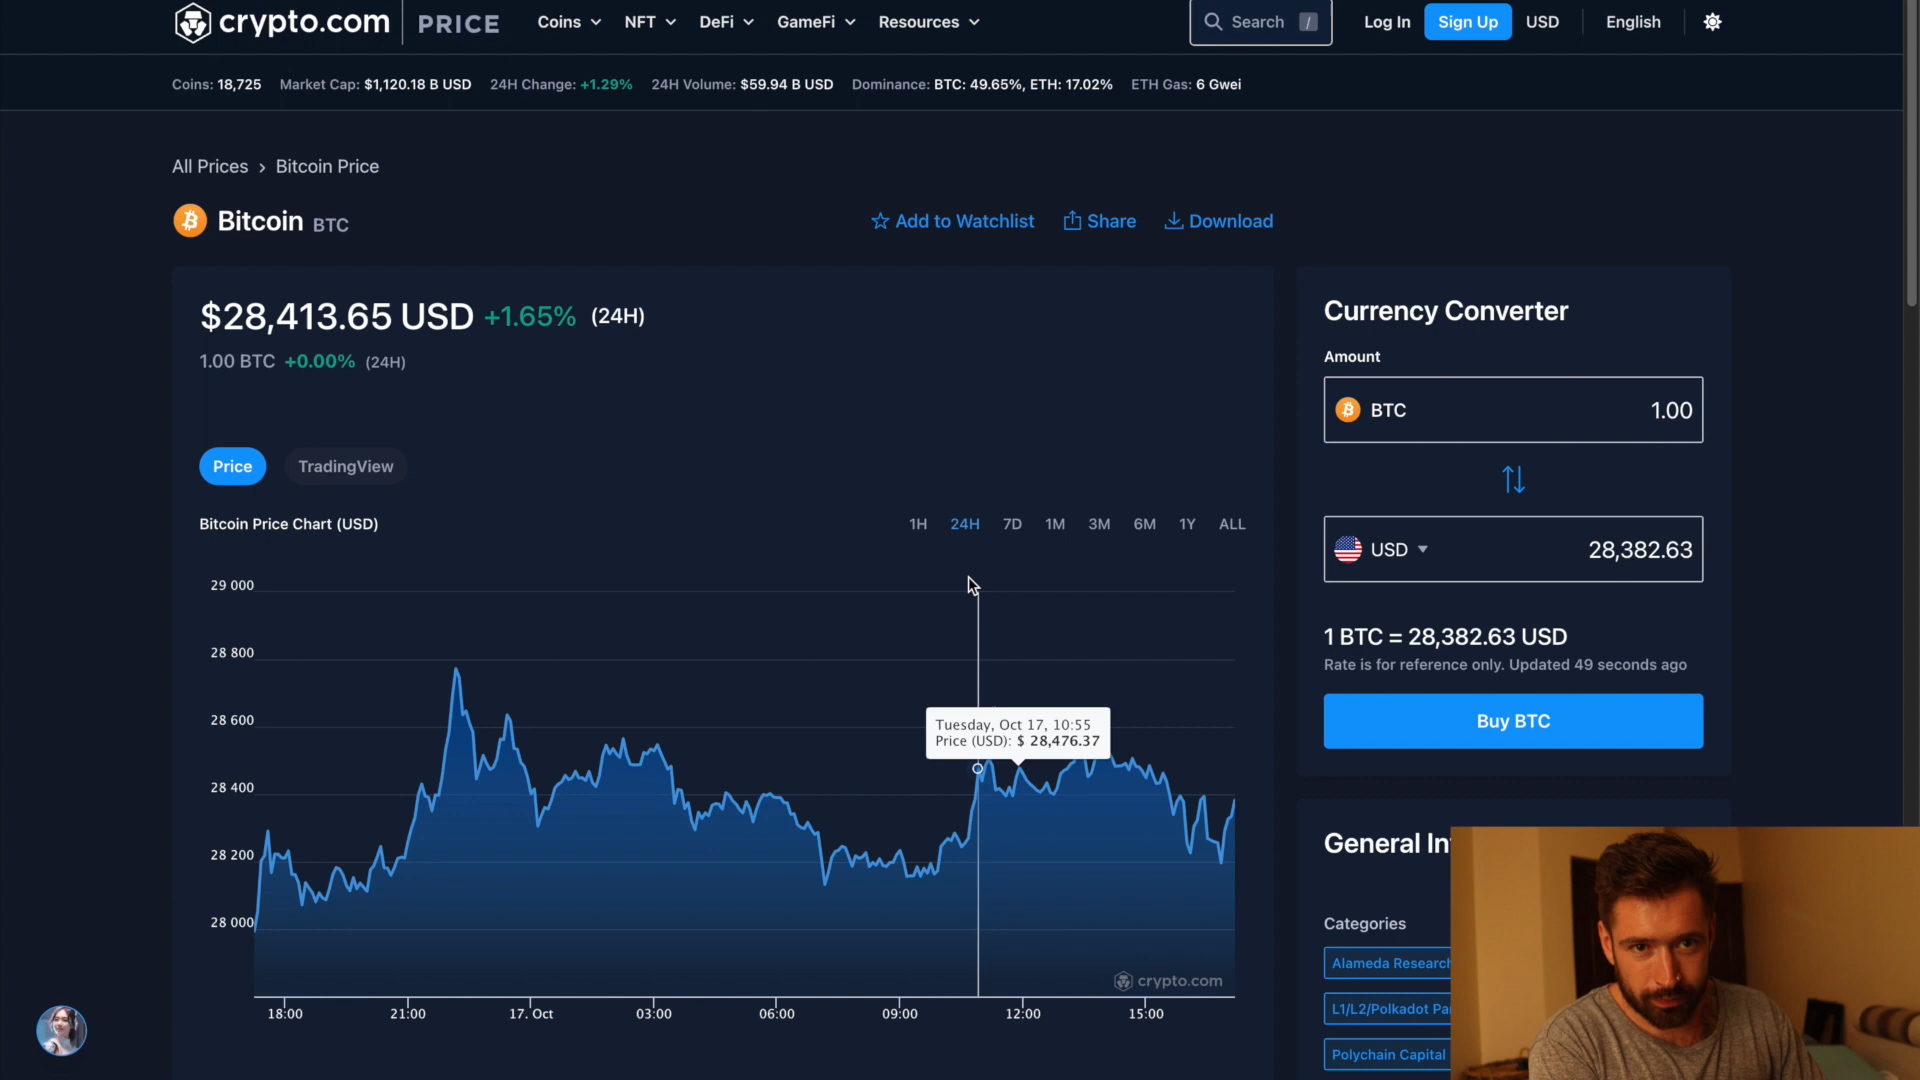 crypto.com PRICE Coins NFT DeFi GameFi Resources Search / Log In Sign Up USD English
Coins: 18,725 Market Cap: $1,120.18 B USD 24H Change: +1.29% 24H Volume: $59.94 B USD Dominance: BTC: 49.65%, ETH: 17.02% ETH Gas: 6 Gwei
All Prices > Bitcoin Price
Bitcoin BTC
Add to Watchlist Share Download
$28,413.65 USD +1.65% (24H)
1.00 BTC +0.00% (24H)
Price TradingView
Bitcoin Price Chart (USD)
1H 24H 7D 1M 3M 6M 1Y ALL
29 000
28 800
28 600
28 400
28 200
28 000
Tuesday, Oct 17, 10:55
Price (USD): $ 28,476.37
crypto.com
18:00 21:00 17. Oct 03:00 06:00 09:00 12:00 15:00
Currency Converter
Amount
BTC 1.00
USD 28,382.63
1 BTC = 28,382.63 USD
Rate is for reference only. Updated 49 seconds ago
Buy BTC
General In
Categories
Alameda Research
L1/L2/Polkadot Pa
Polychain Capital